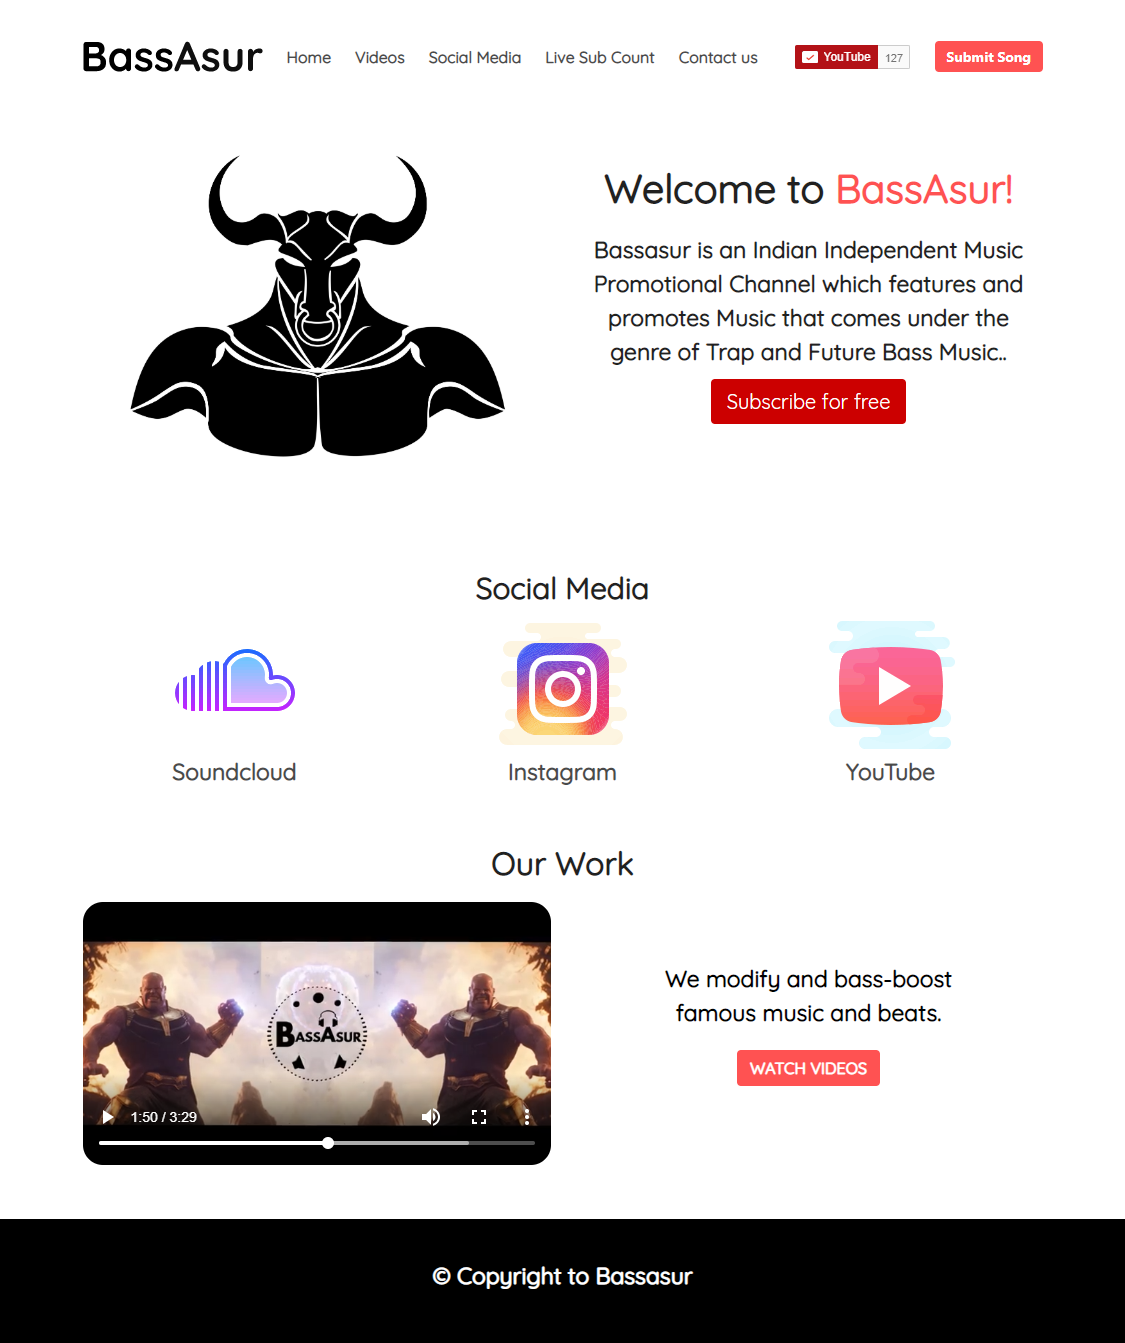 BassAsur Home Videos Social Media Live Sub Count Contact us YouTube 127 Submit Song
Welcome to BassAsur!
Bassasur is an Indian Independent Music
Promotional Channel which features and
promotes Music that comes under the
genre of Trap and Future Bass Music..
Subscribe for free
Social Media
Soundcloud Instagram YouTube
Our Work
BASSASUR
1:50 / 3:29
We modify and bass-boost
famous music and beats.
WATCH VIDEOS
© Copyright to Bassasur